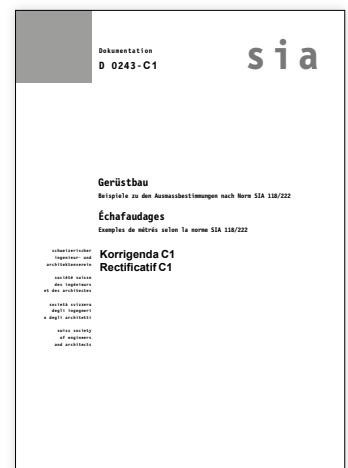 Dokumentation
D 0243-C1
sia
Gerüstbau
Beispiele zu den Ausmassbestimmungen nach Norm SIA 118/222
Échafaudages
Exemples de métrés selon la norme SIA 118/222
Korrigenda C1
Rectificatif C1
schweizerischer
ingenieur- und
architektenverein
société suisse
des ingénieurs
et des architectes
società svizzera
degli ingegneri
e degli architetti
swiss society
of engineers
and architects